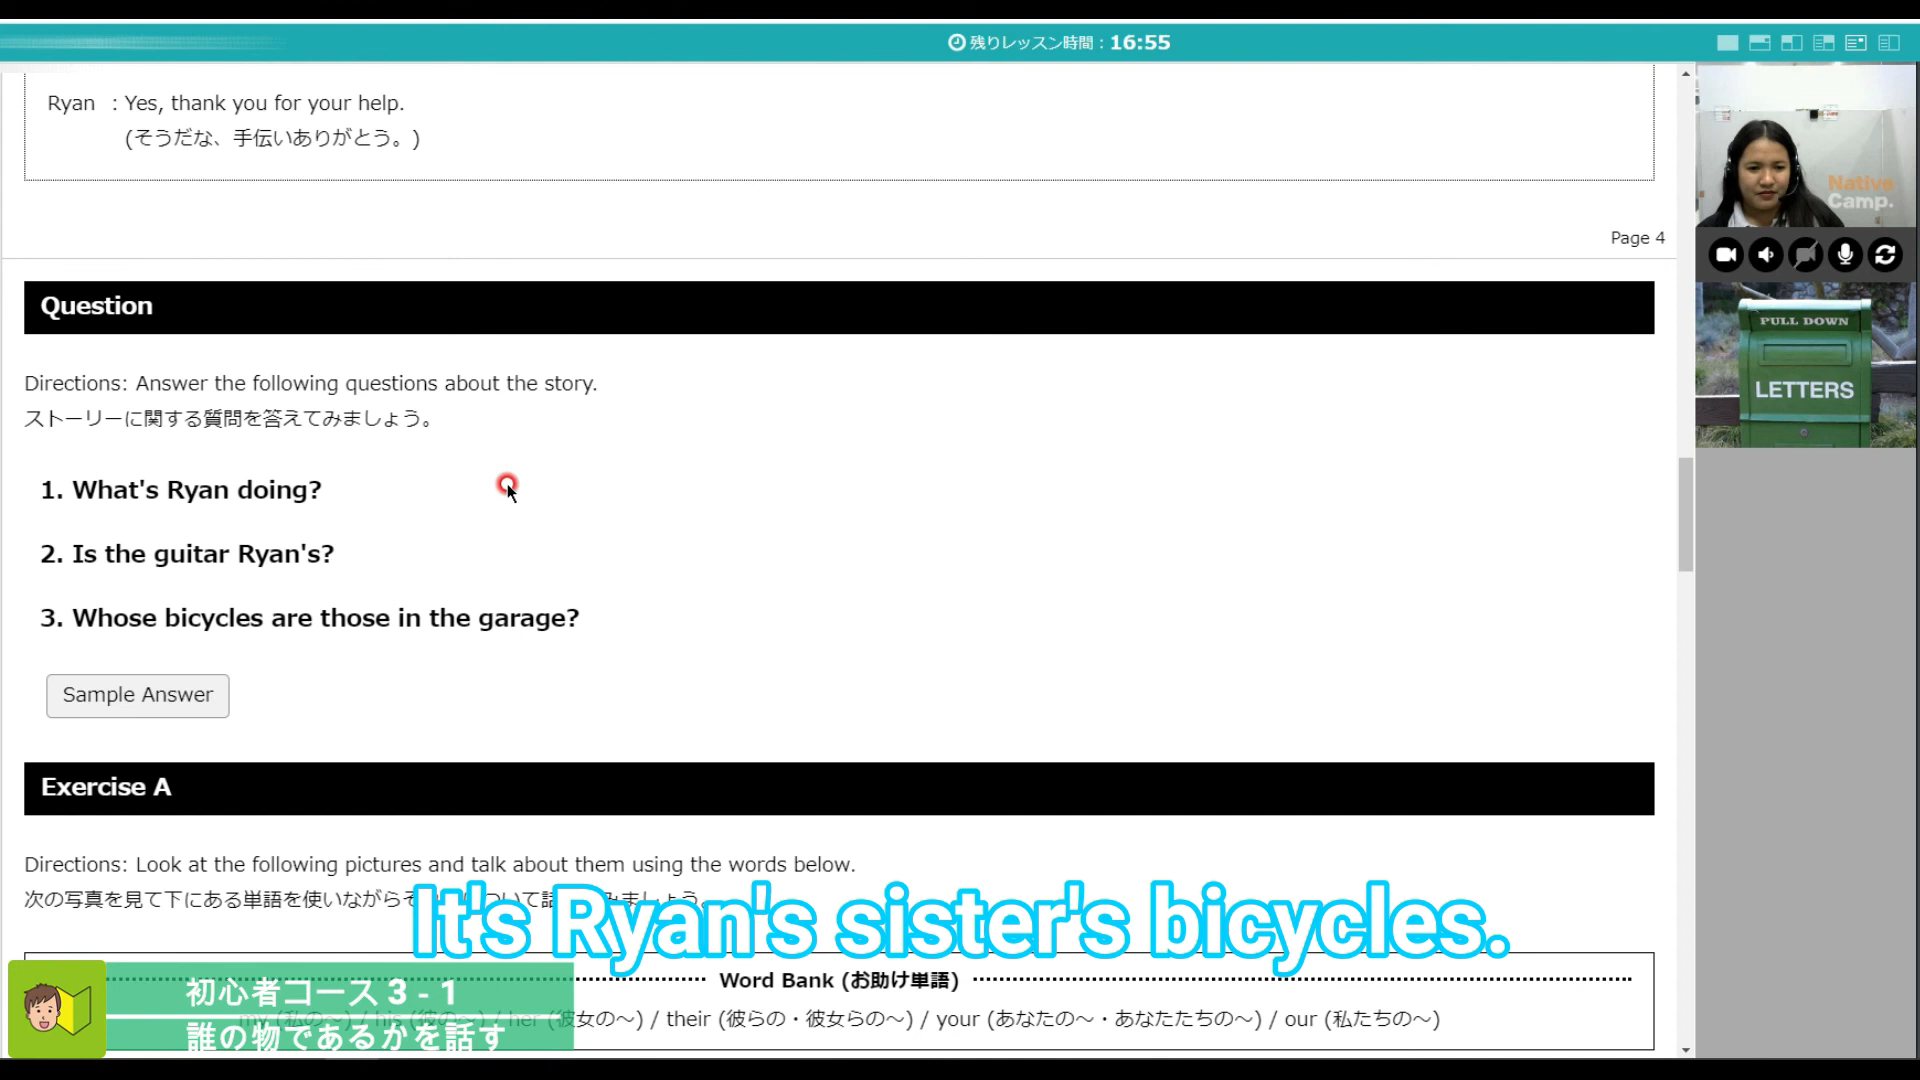 残りレッスン時間：16:55
Ryan : Yes, thank you for your help.
(そうだな、手伝いありがとう。)
Native
Camp.
Page 4
PULL DOWN
LETTERS
Question
Directions: Answer the following questions about the story.
ストーリーに関する質問を答えてみましょう。
1. What's Ryan doing?
2. Is the guitar Ryan's?
3. Whose bicycles are those in the garage?
Sample Answer
Exercise A
Directions: Look at the following pictures and talk about them using the words below.
次の写真を見て下にある単語を使いながらそ
It's Ryan's sister's bicycles.
Word Bank (お助け単語)
my (私の～) / his (彼の～) / her (彼女の～) / their (彼らの・彼女らの～) / your (あなたの～・あなたたちの～) / our (私たちの～)
初心者コース 3 - 1
誰の物であるかを話す